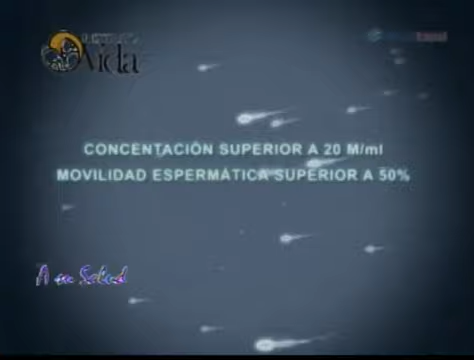 Vida
CONCENTACIÓN SUPERIOR A 20 M/ml
MOVILIDAD ESPERMÁTICA SUPERIOR A 50%
A su Salud